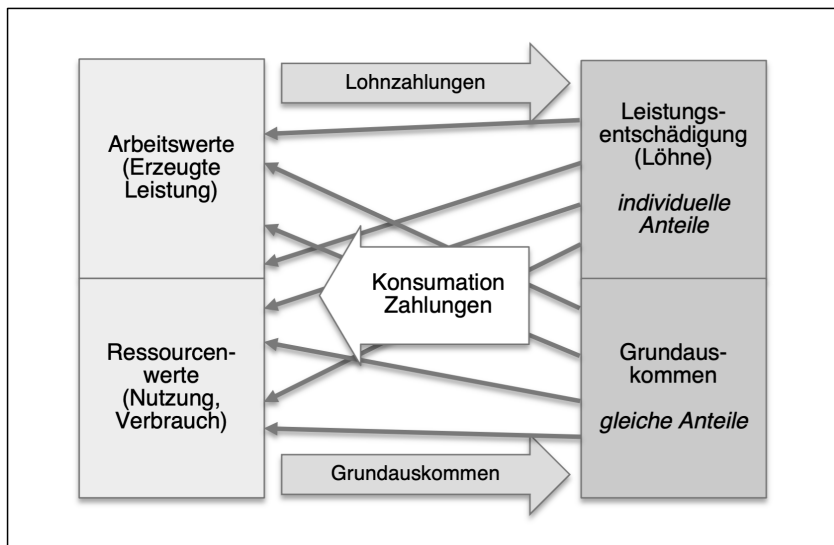 Lohnzahlungen
Arbeitswerte
(Erzeugte
Leistung)
Leistungs-
entschädigung
(Löhne)
individuelle
Anteile
Konsumation
Zahlungen
Ressourcen-
werte
(Nutzung,
Verbrauch)
Grundaus-
kommen
gleiche Anteile
Grundauskommen